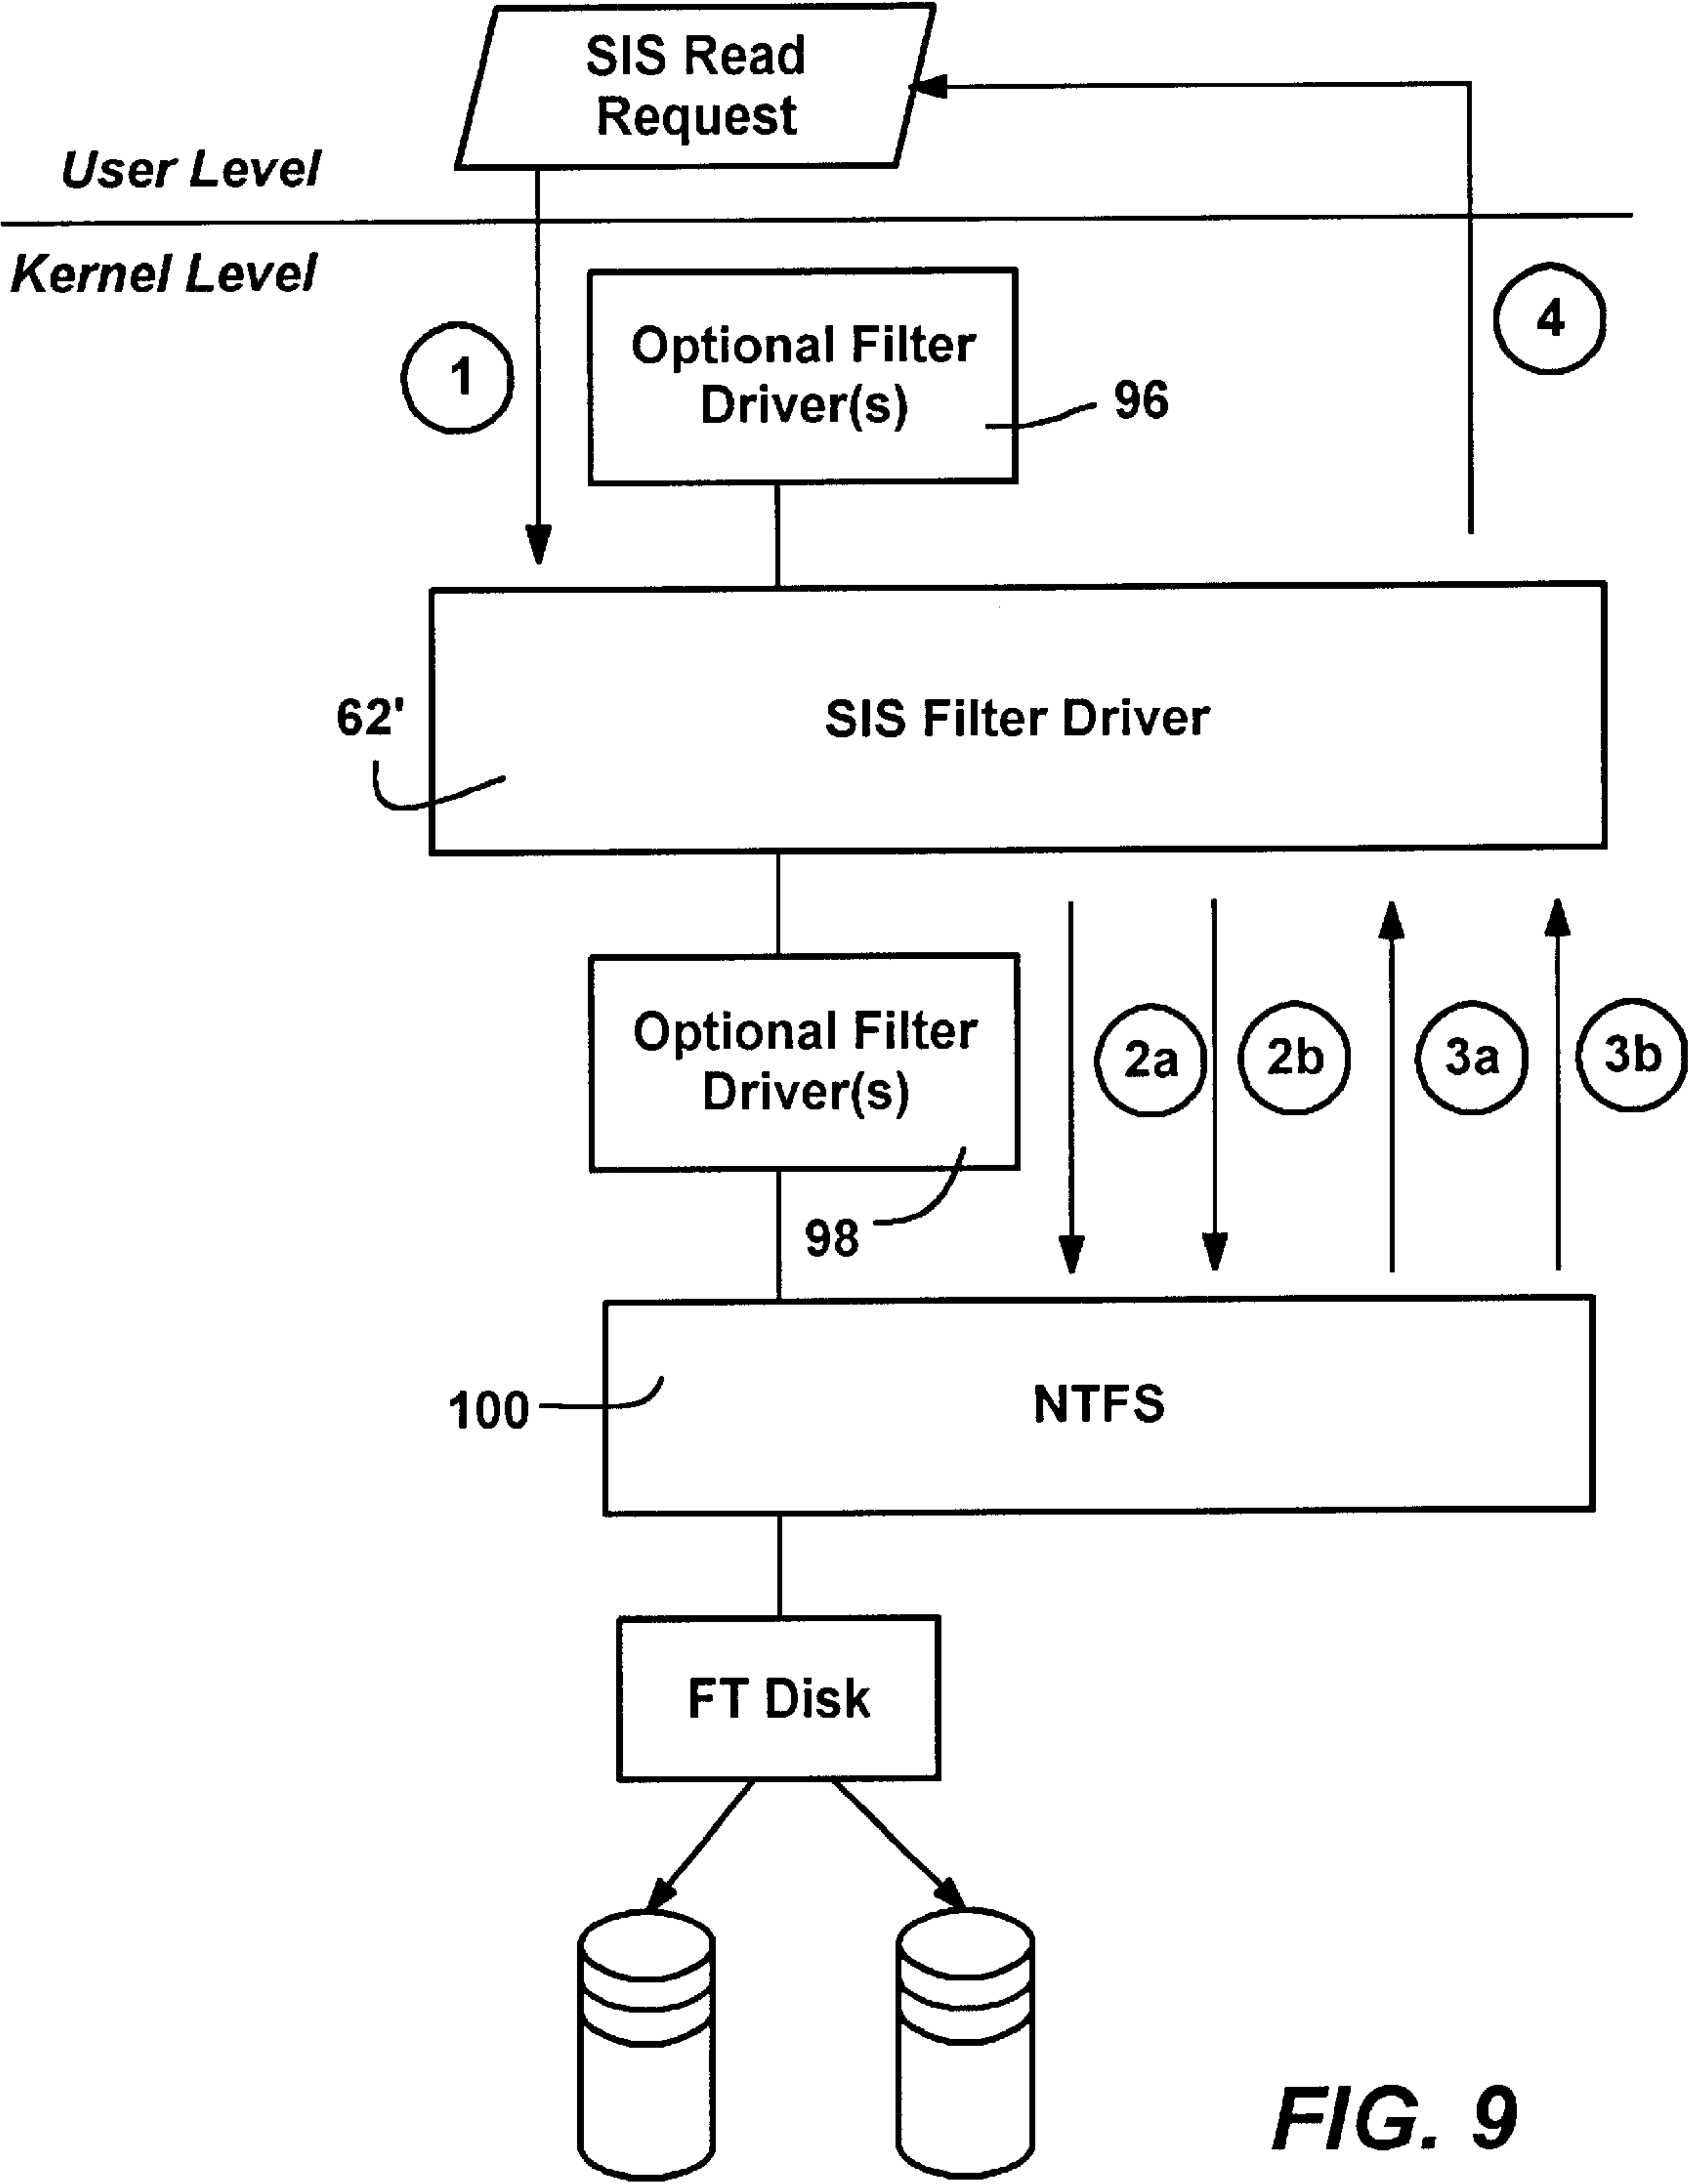 SIS Read
Request
User Level
Kernel Level
1
4
Optional Filter
Driver(s)
96
62'
SIS Filter Driver
Optional Filter
Driver(s)
2a
2b
3a
3b
98
100
NTFS
FT Disk
FIG. 9